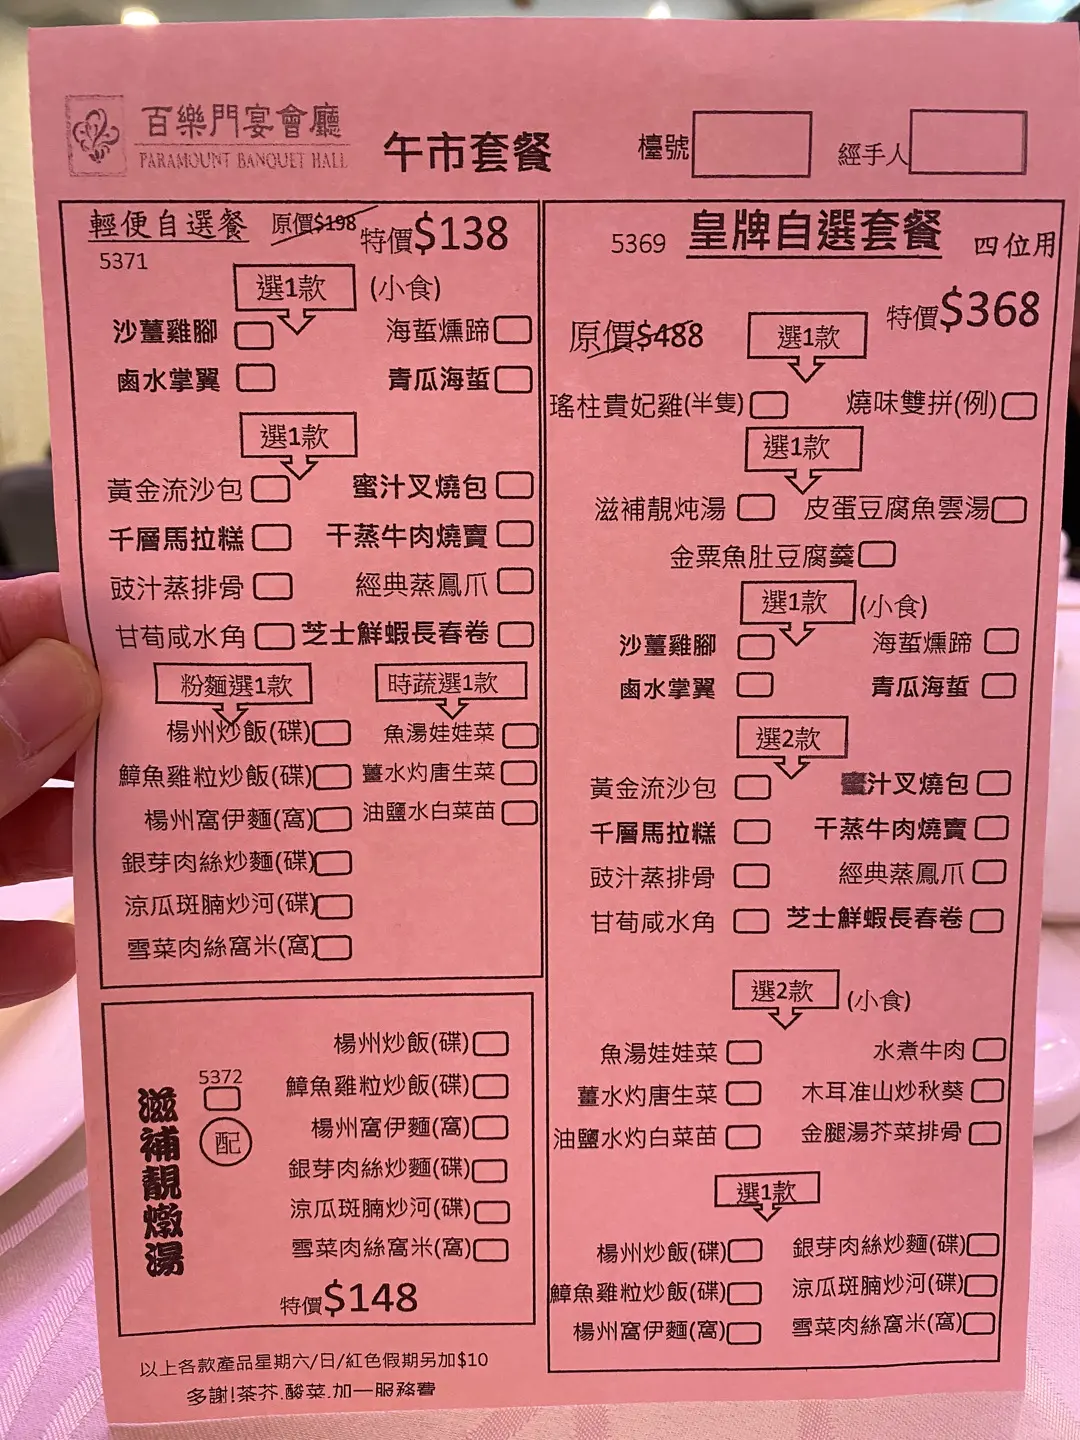 百樂門宴會廳
PARAMOUNT BANQUET HALL
午市套餐
檯號
經手人
輕便自選餐 原價$198 特價$138
5371
選1款 (小食)
沙薑雞腳 海蜇燻蹄
鹵水掌翼 青瓜海蜇
選1款
黃金流沙包 蜜汁叉燒包
千層馬拉糕 干蒸牛肉燒賣
豉汁蒸排骨 經典蒸鳳爪
甘荀咸水角 芝士鮮蝦長春卷
粉麵選1款 時蔬選1款
楊州炒飯(碟) 魚湯娃娃菜
鱆魚雞粒炒飯(碟) 薑水灼唐生菜
楊州窩伊麵(窩) 油鹽水白菜苗
銀芽肉絲炒麵(碟)
涼瓜斑腩炒河(碟)
雪菜肉絲窩米(窩)
滋補靚燉湯
5372
配
楊州炒飯(碟)
鱆魚雞粒炒飯(碟)
楊州窩伊麵(窩)
銀芽肉絲炒麵(碟)
涼瓜斑腩炒河(碟)
雪菜肉絲窩米(窩)
特價$148
5369 皇牌自選套餐 四位用
原價$488 特價$368
選1款
瑤柱貴妃雞(半隻) 燒味雙拼(例)
選1款
滋補靚炖湯 皮蛋豆腐魚雲湯
金粟魚肚豆腐羹
選1款 (小食)
沙薑雞腳 海蜇燻蹄
鹵水掌翼 青瓜海蜇
選2款
黃金流沙包 蜜汁叉燒包
千層馬拉糕 干蒸牛肉燒賣
豉汁蒸排骨 經典蒸鳳爪
甘荀咸水角 芝士鮮蝦長春卷
選2款 (小食)
魚湯娃娃菜 水煮牛肉
薑水灼唐生菜 木耳准山炒秋葵
油鹽水灼白菜苗 金腿湯芥菜排骨
選1款
楊州炒飯(碟) 銀芽肉絲炒麵(碟)
鱆魚雞粒炒飯(碟) 涼瓜斑腩炒河(碟)
楊州窩伊麵(窩) 雪菜肉絲窩米(窩)
以上各款產品星期六/日/紅色假期另加$10
多謝!茶芥.酸菜.加一服務費